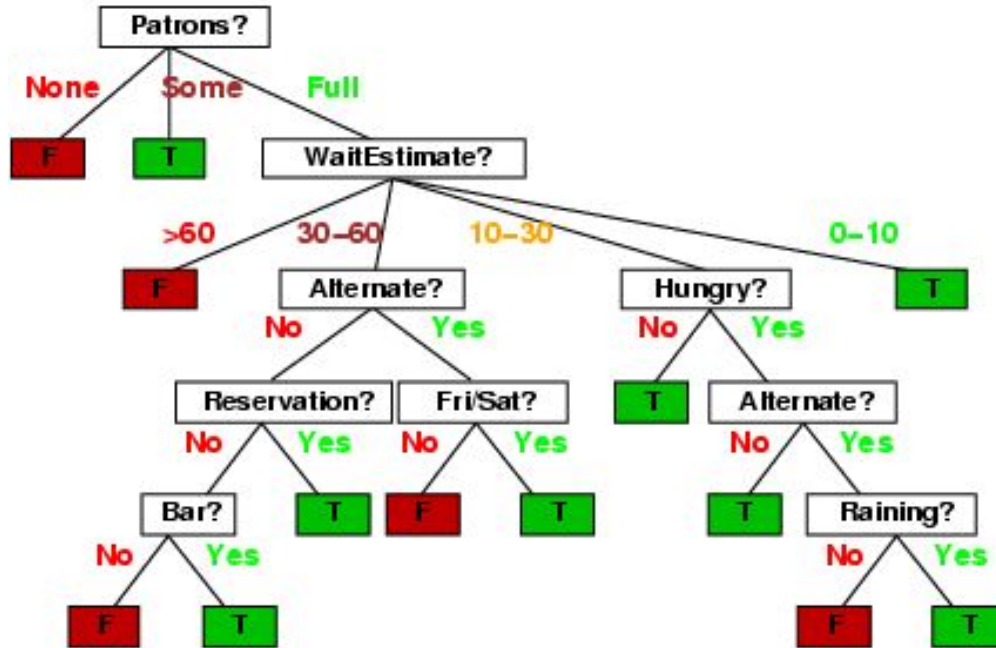 Patrons?
None Some Full
F T WaitEstimate?
>60 30–60 10–30 0–10
F Alternate? Hungry? T
No Yes No Yes
Reservation? Fri/Sat? T Alternate?
No Yes No Yes No Yes
Bar? T F T T Raining?
No Yes No Yes
F T F T